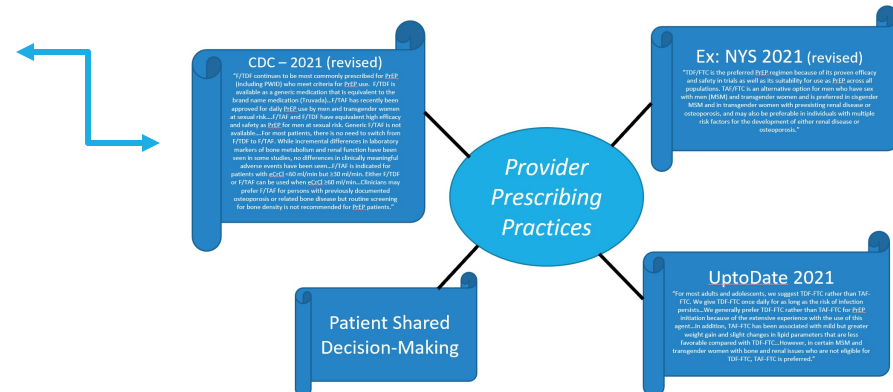 CDC – 2021 (revised)
"F/TDF continues to be most commonly prescribed for PrEP
(including PWID) who meet criteria for PrEP use. F/TDF is
available as a generic medication that is equivalent to the
brand name medication (Truvada)...F/TAF has recently been
approved for daily PrEP use by men and transgender women
at sexual risk....F/TAF and F/TDF have equivalent high efficacy
and safety as PrEP for men at sexual risk. Generic F/TAF is not
available....For most patients, there is no need to switch from
F/TDF to F/TAF. While incremental differences in laboratory
markers of bone metabolism and renal function have been
seen in some studies, no differences in clinically meaningful
adverse events have been seen...F/TAF is indicated for
patients with eCrCl <60 ml/min but ≥30 ml/min. Either F/TDF
or F/TAF can be used when eCrCl ≥60 ml/min...Clinicians may
prefer F/TAF for persons with previously documented
osteoporosis or related bone disease but routine screening
for bone density is not recommended for PrEP patients."
Ex: NYS 2021 (revised)
"TDF/FTC is the preferred PrEP regimen because of its proven efficacy
and safety in trials as well as its suitability for use as PrEP across all
populations. TAF/FTC is an alternative option for men who have sex
with men (MSM) and transgender women and is preferred in cisgender
MSM and in transgender women with preexisting renal disease or
osteoporosis, and may also be preferable in individuals with multiple
risk factors for the development of either renal disease or
osteoporosis."
Provider
Prescribing
Practices
Patient Shared
Decision-Making
UptoDate 2021
"For most adults and adolescents, we suggest TDF-FTC rather than TAF-
FTC. We give TDF-FTC once daily for as long as the risk of infection
persists...We generally prefer TDF-FTC rather than TAF-FTC for PrEP
initiation because of the extensive experience with the use of this
agent...In addition, TAF-FTC has been associated with mild but greater
weight gain and slight changes in lipid parameters that are less
favorable compared with TDF-FTC...However, in certain MSM and
transgender women with bone and renal issues who are not eligible for
TDF-FTC, TAF-FTC is preferred."